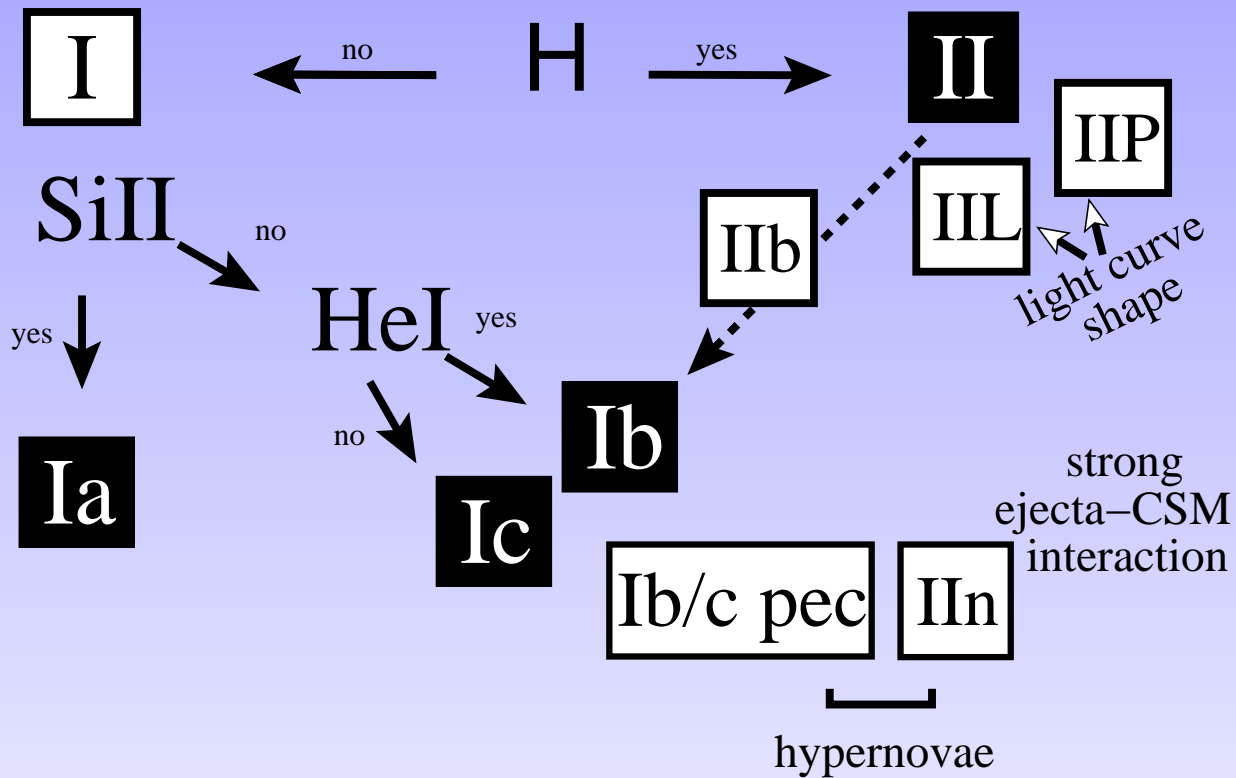 I
no
H
yes
II
IIP
SiII
no
IIb
IIL
light curve
shape
yes
HeI
yes
no
Ib
Ia
Ic
strong
ejecta–CSM
interaction
Ib/c pec
IIn
hypernovae